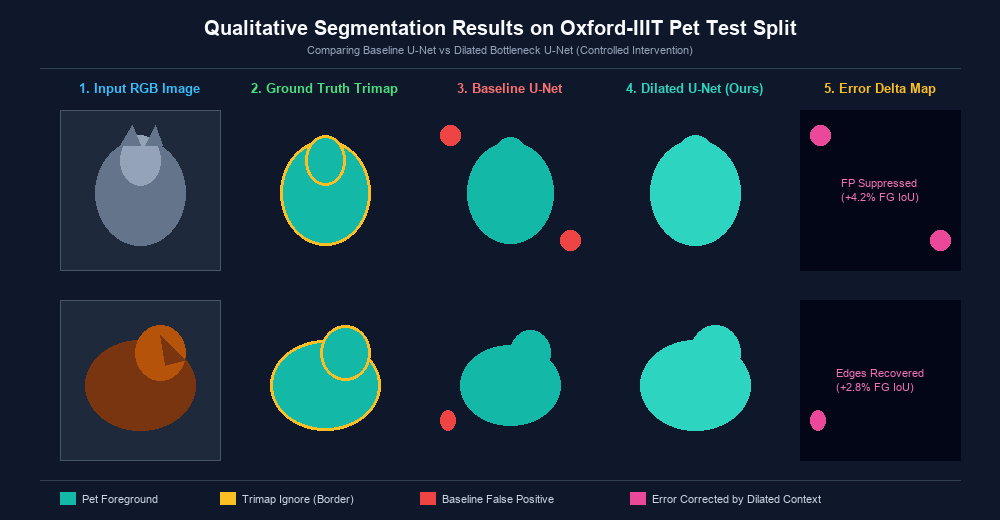 Qualitative Segmentation Results on Oxford-IIIT Pet Test Split
Comparing Baseline U-Net vs Dilated Bottleneck U-Net (Controlled Intervention)
1. Input RGB Image
2. Ground Truth Trimap
3. Baseline U-Net
4. Dilated U-Net (Ours)
5. Error Delta Map
FP Suppressed
(+4.2% FG IoU)
Edges Recovered
(+2.8% FG IoU)
Pet Foreground
Trimap Ignore (Border)
Baseline False Positive
Error Corrected by Dilated Context